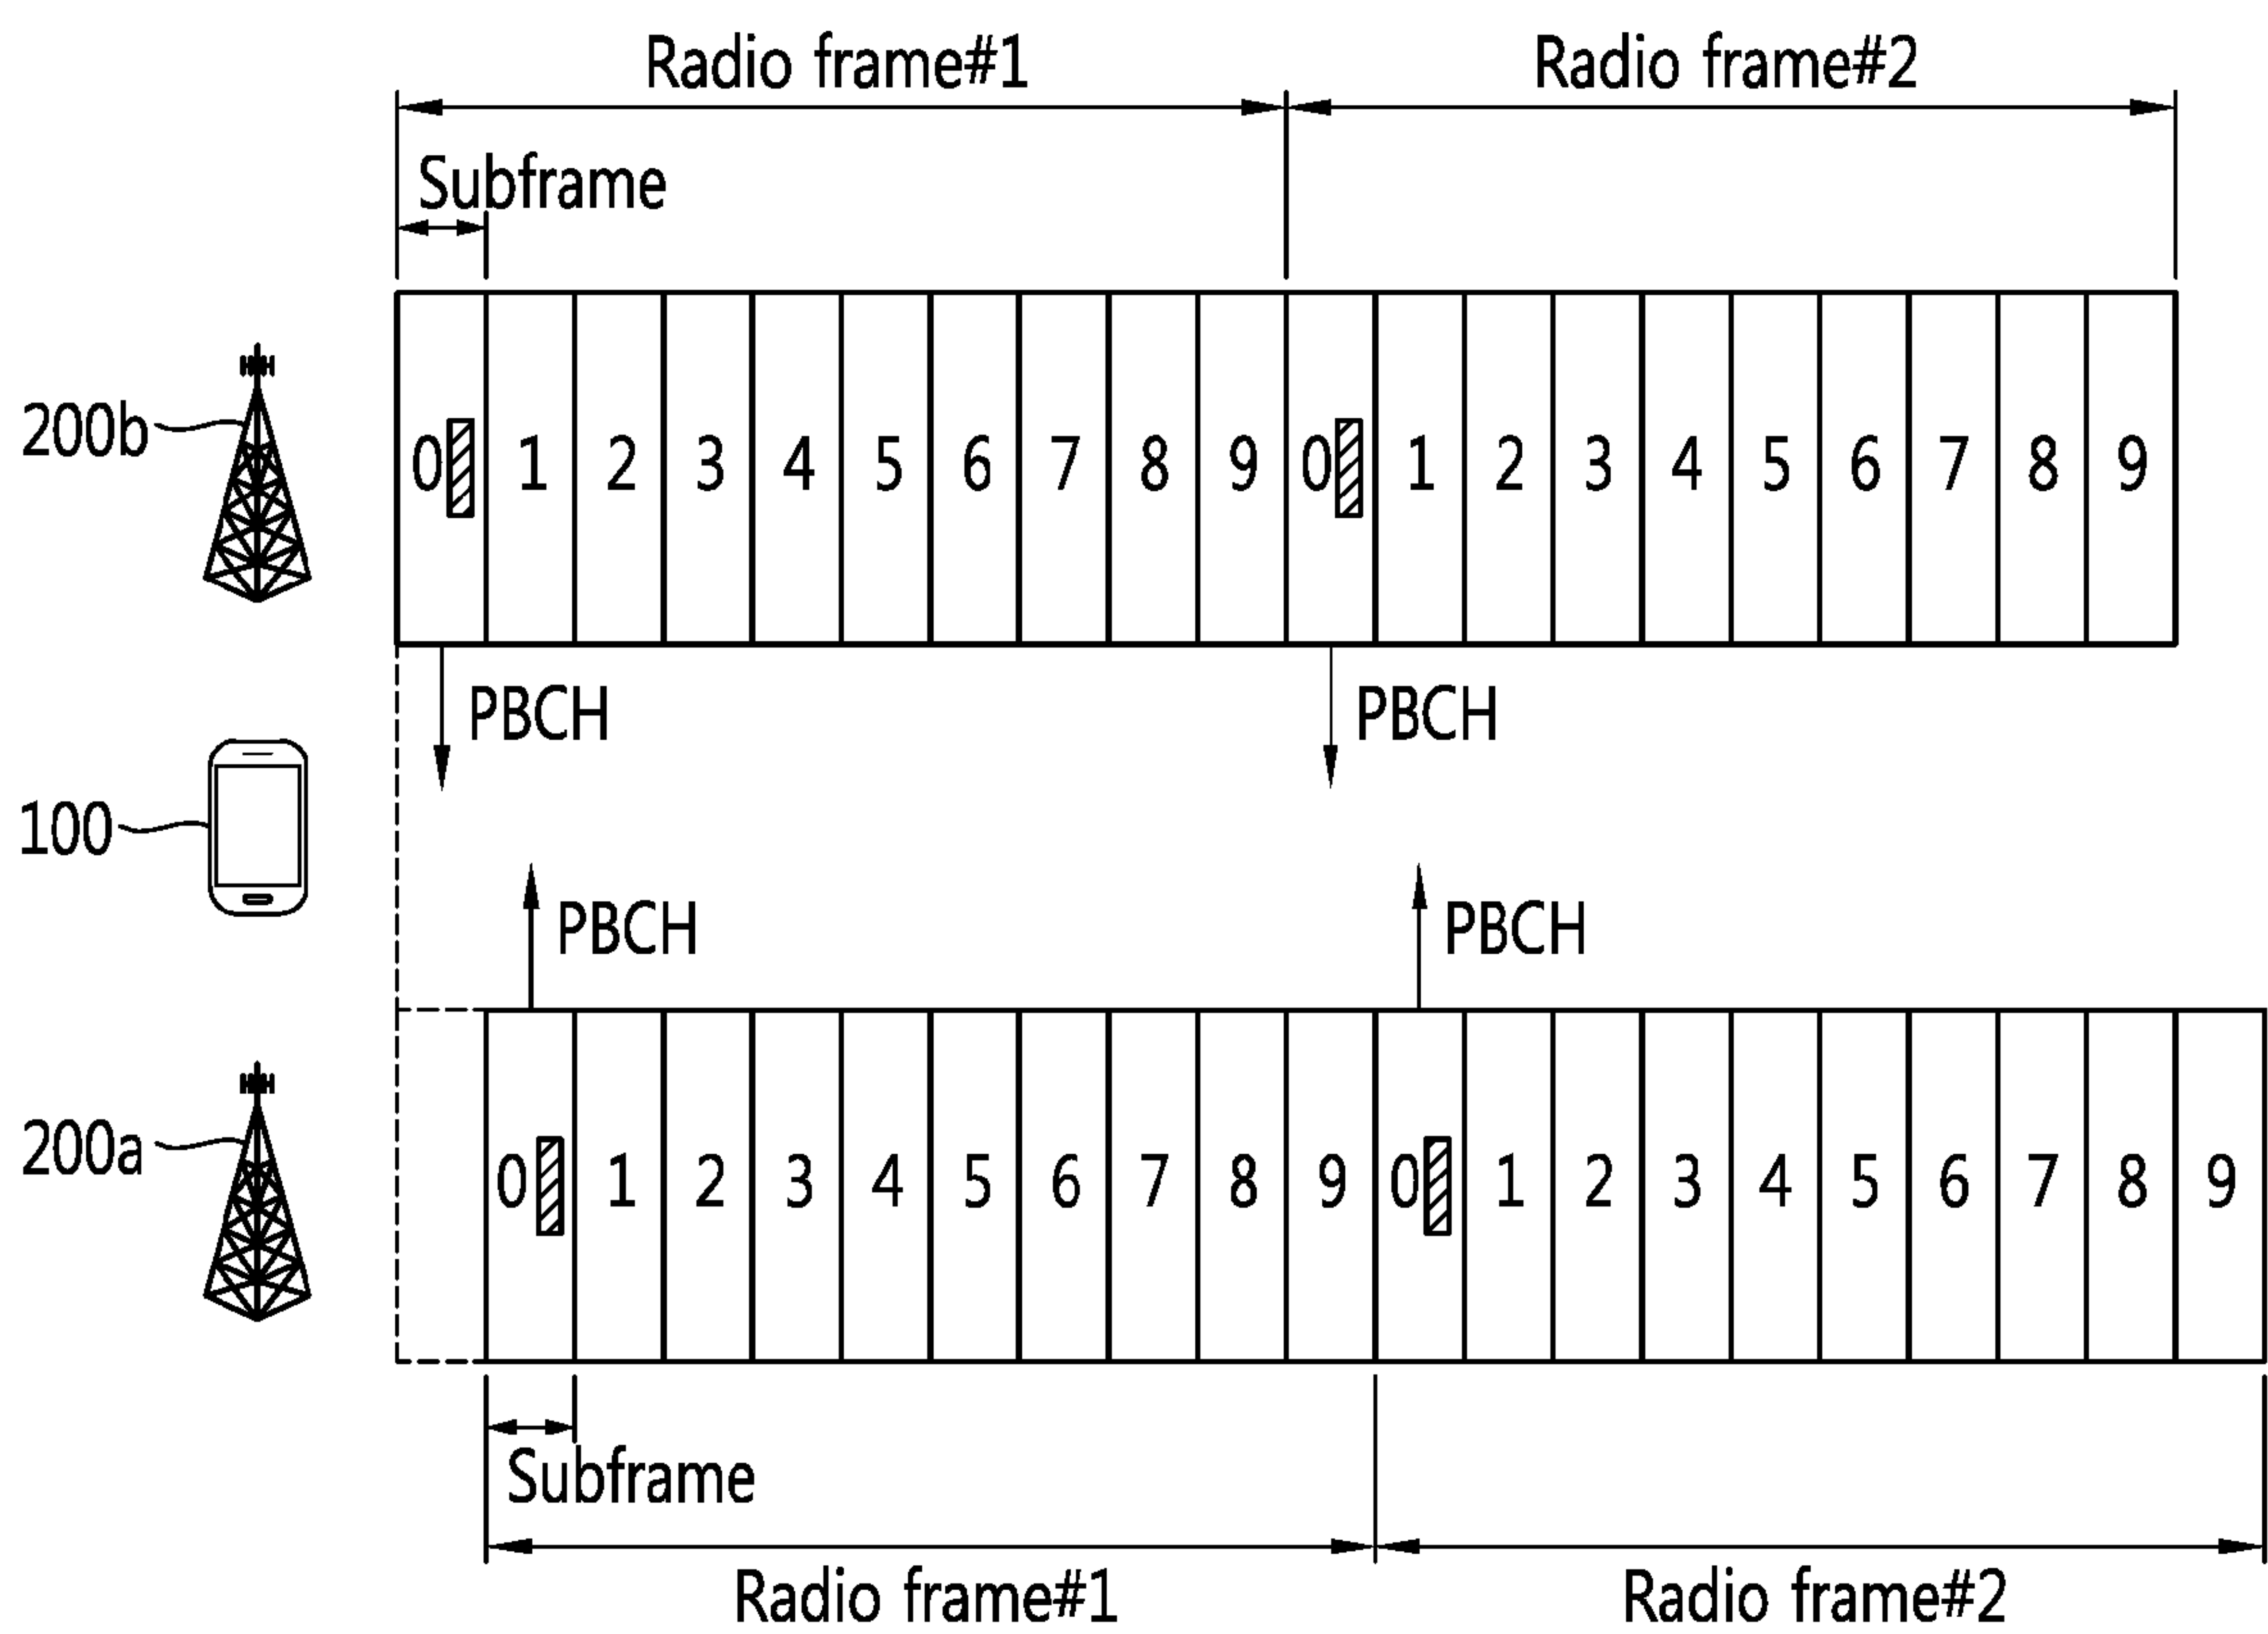 Radio frame#1 Radio frame#2
Subframe
200b 0 1 2 3 4 5 6 7 8 9 0 1 2 3 4 5 6 7 8 9
PBCH PBCH
100
PBCH PBCH
200a 0 1 2 3 4 5 6 7 8 9 0 1 2 3 4 5 6 7 8 9
Subframe
Radio frame#1 Radio frame#2